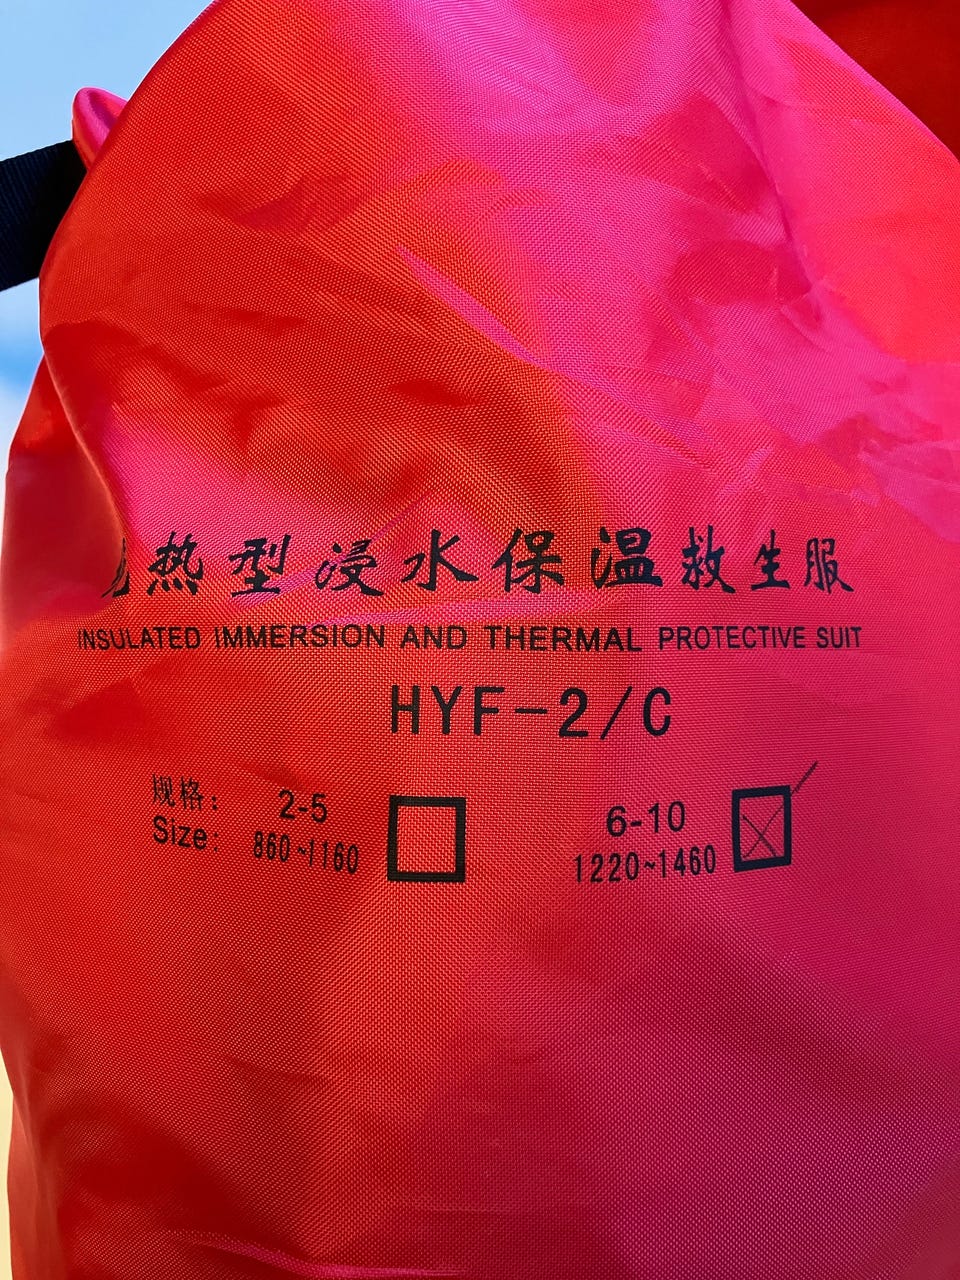 热型浸水保温救生服
INSULATED IMMERSION AND THERMAL PROTECTIVE SUIT
HYF-2/C
规格： 2-5 6-10
Size: 860~1160 1220~1460